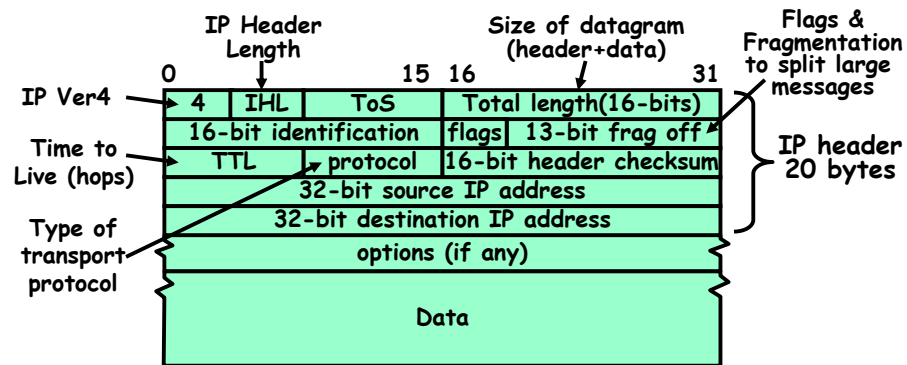 IP Header
Length
Size of datagram
(header+data)
Flags &
Fragmentation
to split large
messages
0
15
16
31
IP Ver4
4
IHL
ToS
Total length(16-bits)
16-bit identification
flags
13-bit frag off
Time to
Live (hops)
TTL
protocol
16-bit header checksum
IP header
20 bytes
32-bit source IP address
32-bit destination IP address
Type of
transport
protocol
options (if any)
Data